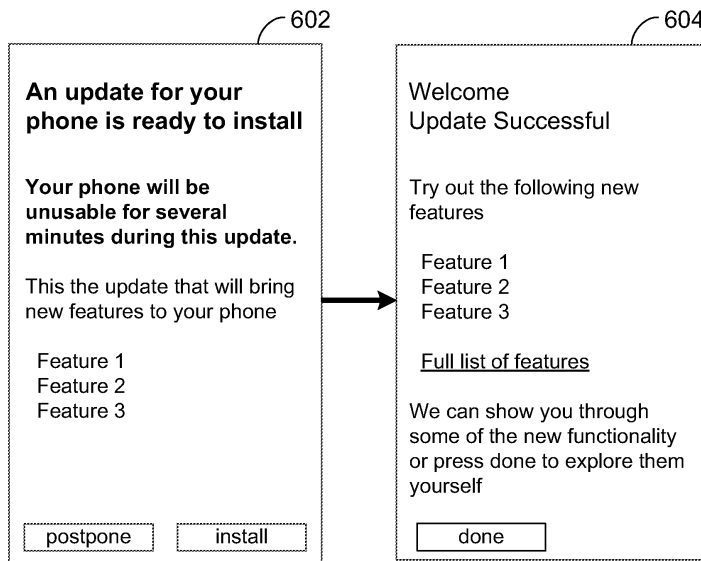 602
An update for your
phone is ready to install
Your phone will be
unusable for several
minutes during this update.
This the update that will bring
new features to your phone
Feature 1
Feature 2
Feature 3
postpone
install
604
Welcome
Update Successful
Try out the following new
features
Feature 1
Feature 2
Feature 3
Full list of features
We can show you through
some of the new functionality
or press done to explore them
yourself
done